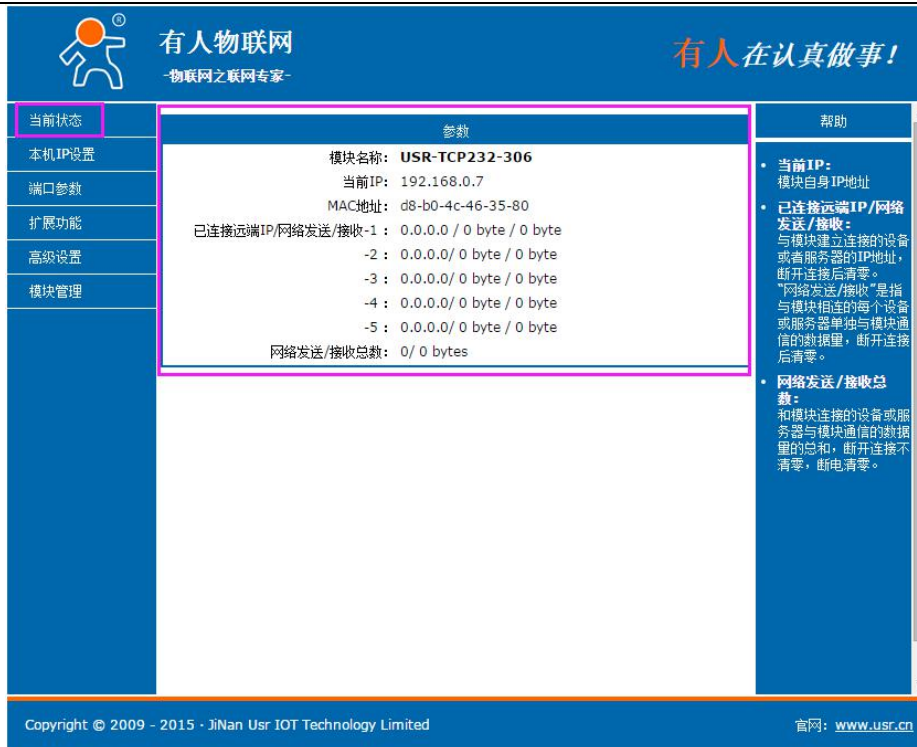 ®
有人物联网
-物联网之联网专家-
有人在认真做事！
当前状态
本机IP设置
端口参数
扩展功能
高级设置
模块管理
参数
模块名称： USR-TCP232-306
当前IP： 192.168.0.7
MAC地址： d8-b0-4c-46-35-80
已连接远端IP/网络发送/接收-1： 0.0.0.0 / 0 byte / 0 byte
-2： 0.0.0.0/ 0 byte / 0 byte
-3： 0.0.0.0/ 0 byte / 0 byte
-4： 0.0.0.0/ 0 byte / 0 byte
-5： 0.0.0.0/ 0 byte / 0 byte
网络发送/接收总数： 0/ 0 bytes
帮助
• 当前IP：
模块自身IP地址
• 已连接远端IP/网络
发送/接收：
与模块建立连接的设备
或者服务器的IP地址，
断开连接后清零。
"网络发送/接收"是指
与模块相连的每个设备
或服务器单独与模块通
信的数据量，断开连接
后清零。
• 网络发送/接收总
数：
和模块连接的设备或服
务器与模块通信的数据
量的总和，断开连接不
清零，断电清零。
Copyright © 2009 - 2015 · JiNan Usr IOT Technology Limited
官网：www.usr.cn